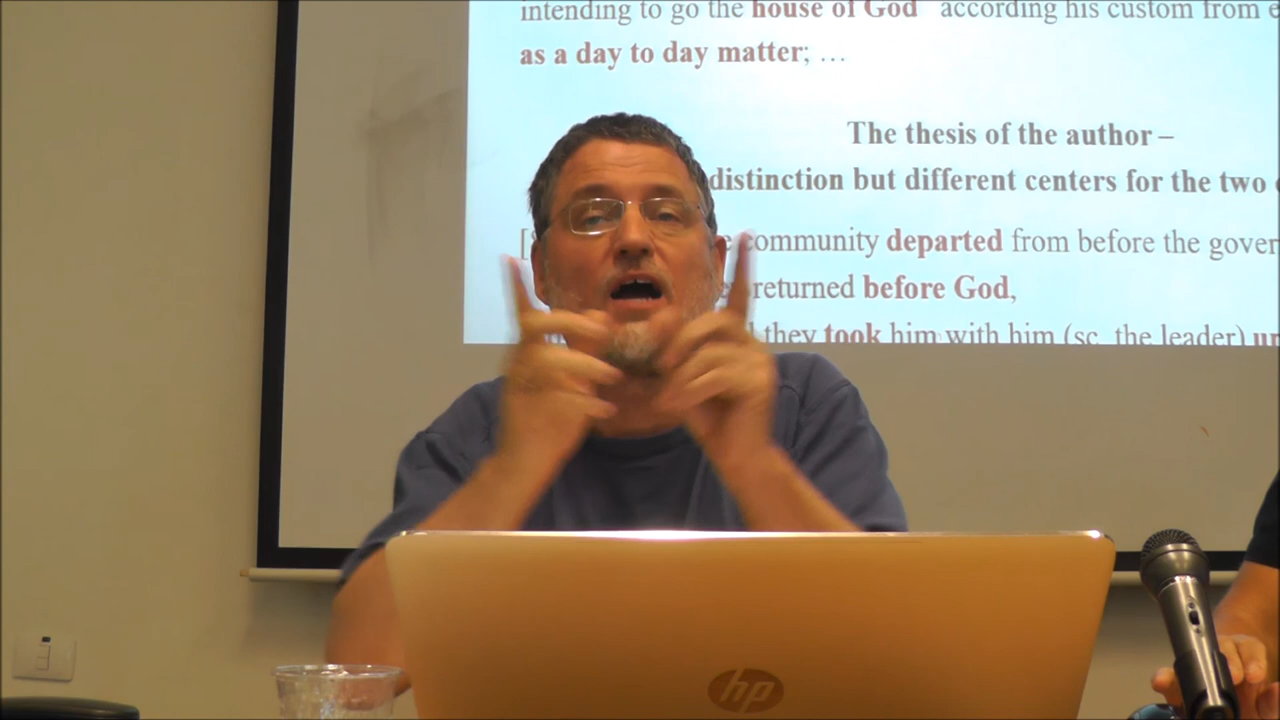 intending to go the house of God according his custom from
as a day to day matter; …
The thesis of the author –
distinction but different centers for the two
[ community departed from before the gover
returned before God,
they took him with him (sc. the leader)
hp